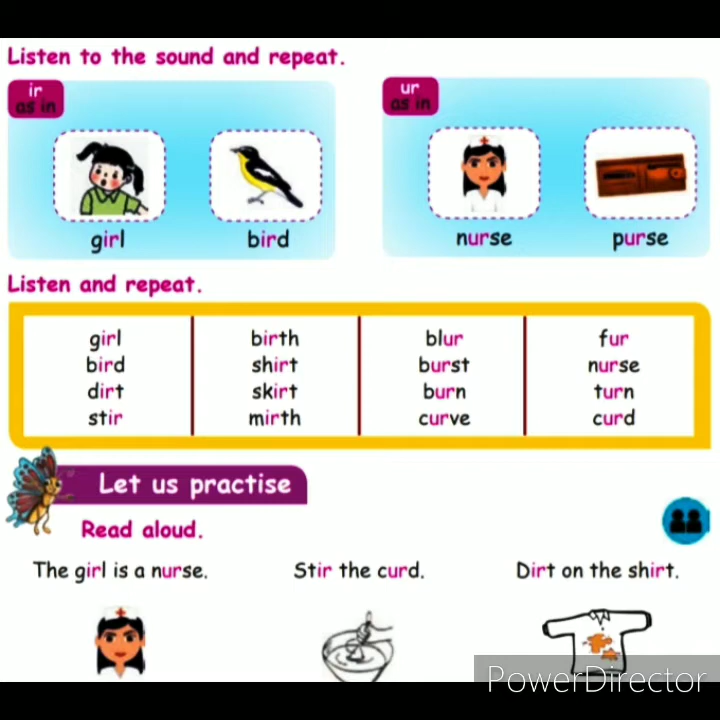 Listen to the sound and repeat.
ir
as in
ur
as in
girl
bird
nurse
purse
Listen and repeat.
girl birth blur fur
bird shirt burst nurse
dirt skirt burn turn
stir mirth curve curd
Let us practise
Read aloud.
The girl is a nurse. Stir the curd. Dirt on the shirt.
PowerDirector